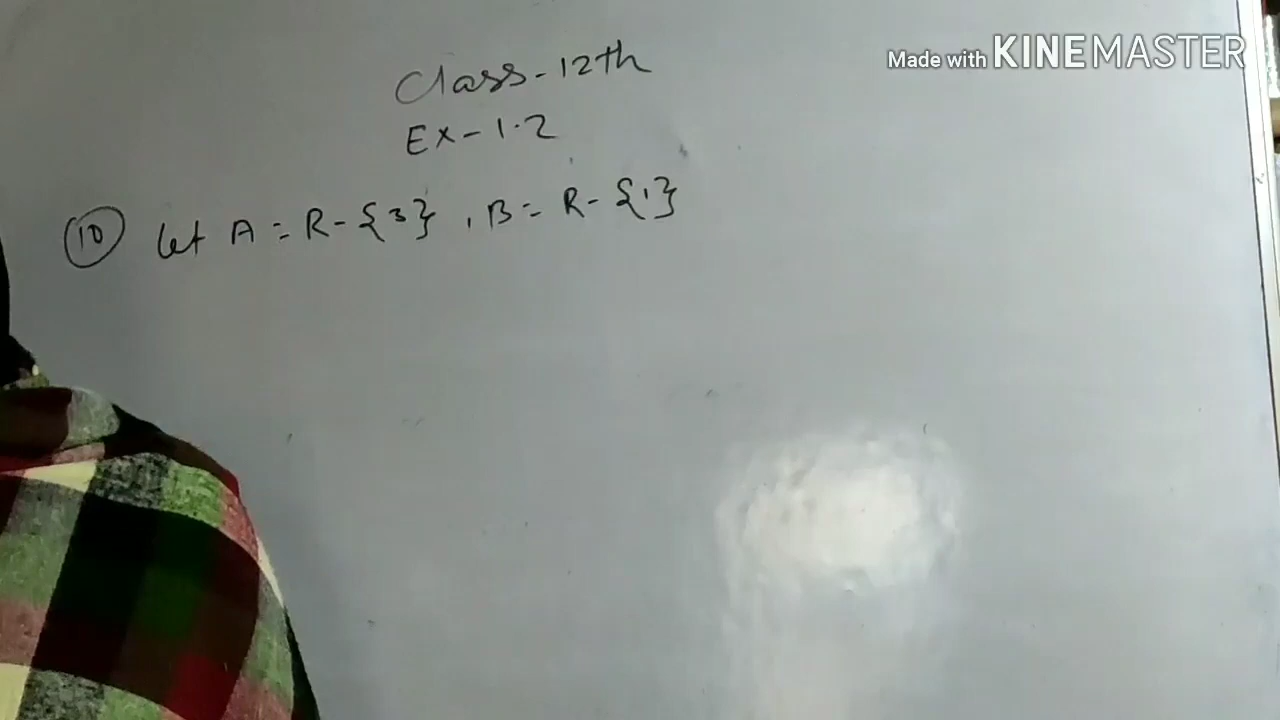 Made with KINEMASTER
Class-12th
Ex-1.2
10 Let A = R-{3}, B = R-{1}